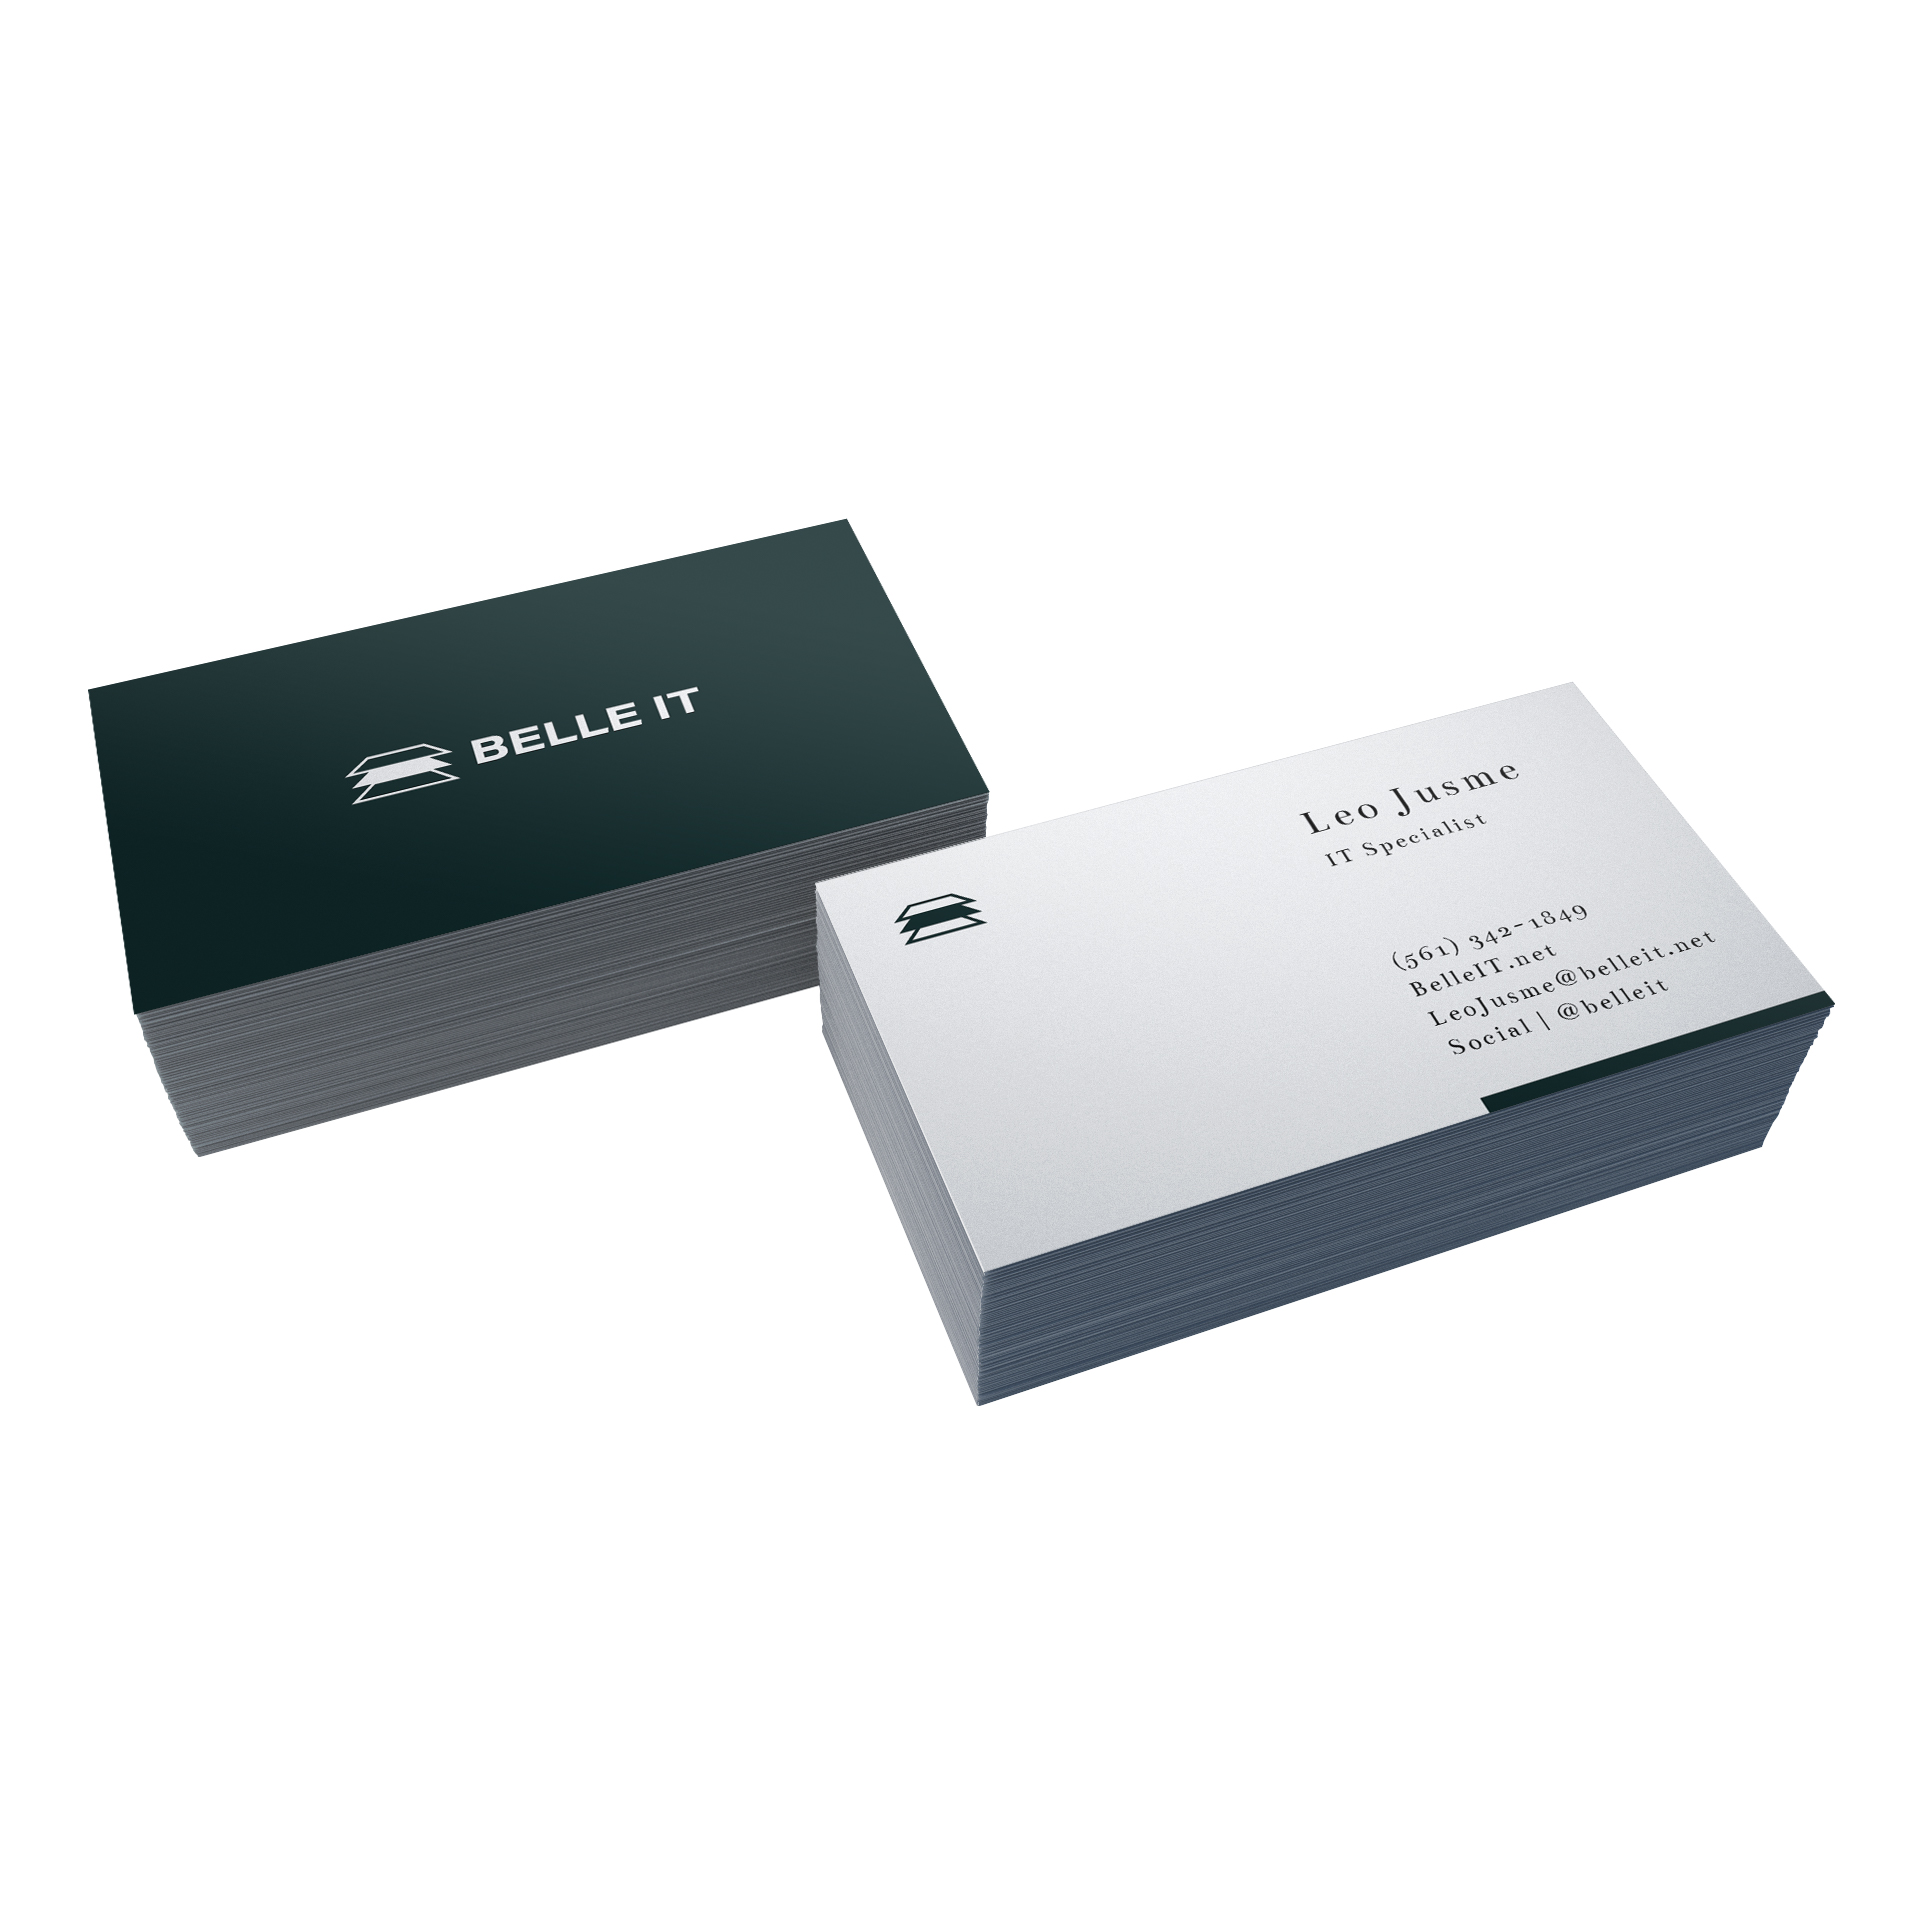 BELLE IT
Leo Jusme
IT Specialist
(561) 342-1849
BelleIT.net
LeoJusme@belleit.net
Social | @belleit